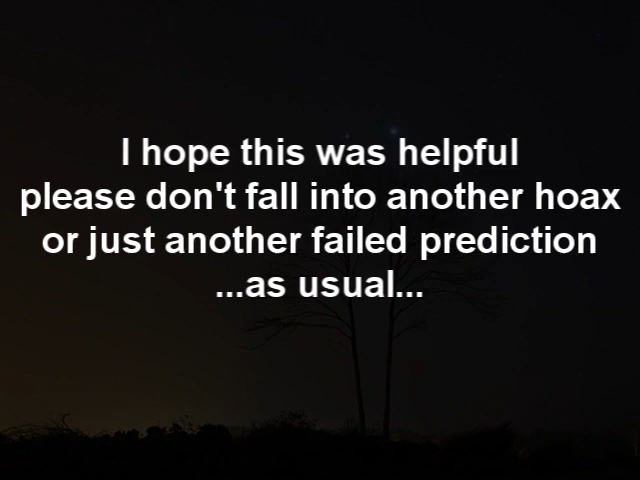 I hope this was helpful
please don't fall into another hoax
or just another failed prediction
...as usual...